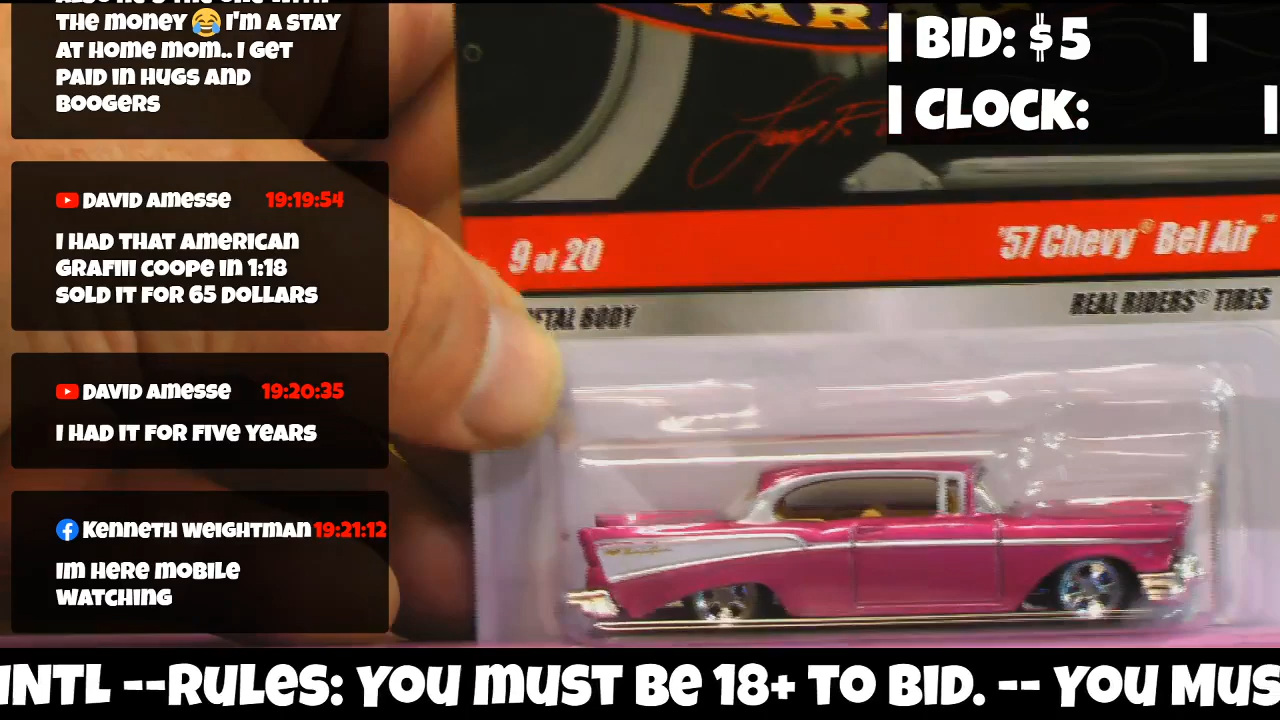 THE MONEY 😂 I'M A STAY
AT HOME MOM.. I GET
PAID IN HUGS AND
BOOGERS
DAVID AMESSE 19:19:54
I HAD THAT AMERICAN
GRAFIII COOPE IN 1:18
SOLD IT FOR 65 DOLLARS
DAVID AMESSE 19:20:35
I HAD IT FOR FIVE YEARS
KENNETH WEIGHTMAN 19:21:12
IM HERE MOBILE
WATCHING
| BID: $5 |
| CLOCK: |
9 of 20
'57 Chevy® Bel Air™
METAL BODY
REAL RIDERS® TIRES
INTL --RULES: YOU MUST BE 18+ TO BID. -- YOU MUS